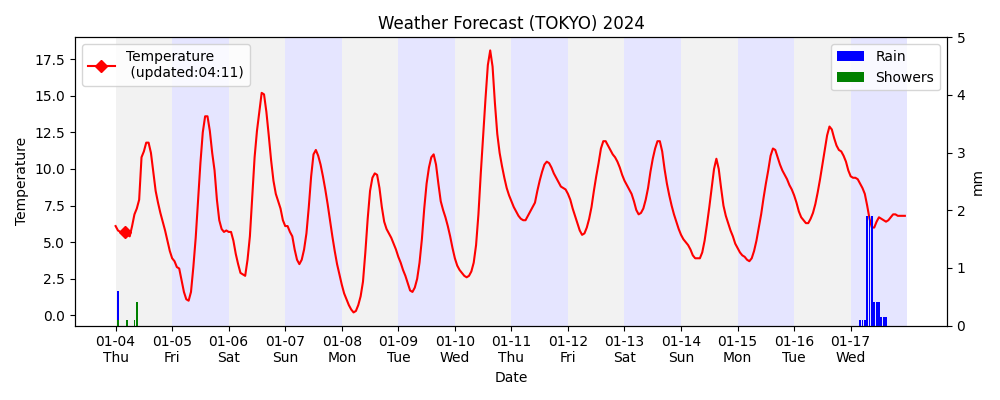 Weather Forecast (TOKYO) 2024
Temperature
(updated:04:11)
Rain
Showers
Temperature
17.5
15.0
12.5
10.0
7.5
5.0
2.5
0.0
5
4
3
2
1
0
mm
01-04 01-05 01-06 01-07 01-08 01-09 01-10 01-11 01-12 01-13 01-14 01-15 01-16 01-17
Thu Fri Sat Sun Mon Tue Wed Thu Fri Sat Sun Mon Tue Wed
Date